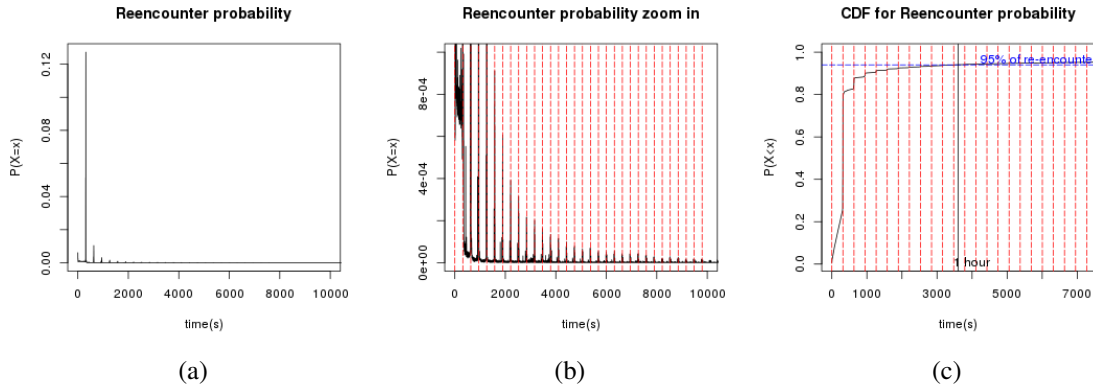 Reencounter probability
P(X=x)
0.00 0.04 0.08 0.12
0 2000 4000 6000 8000 10000
time(s)
(a)
Reencounter probability zoom in
P(X=x)
0e+00 4e-04 8e-04
0 2000 4000 6000 8000 10000
time(s)
(b)
CDF for Reencounter probability
P(X<x)
0.0 0.2 0.4 0.6 0.8 1.0
95% of re-encounte
1 hour
0 1000 3000 5000 7000
time(s)
(c)